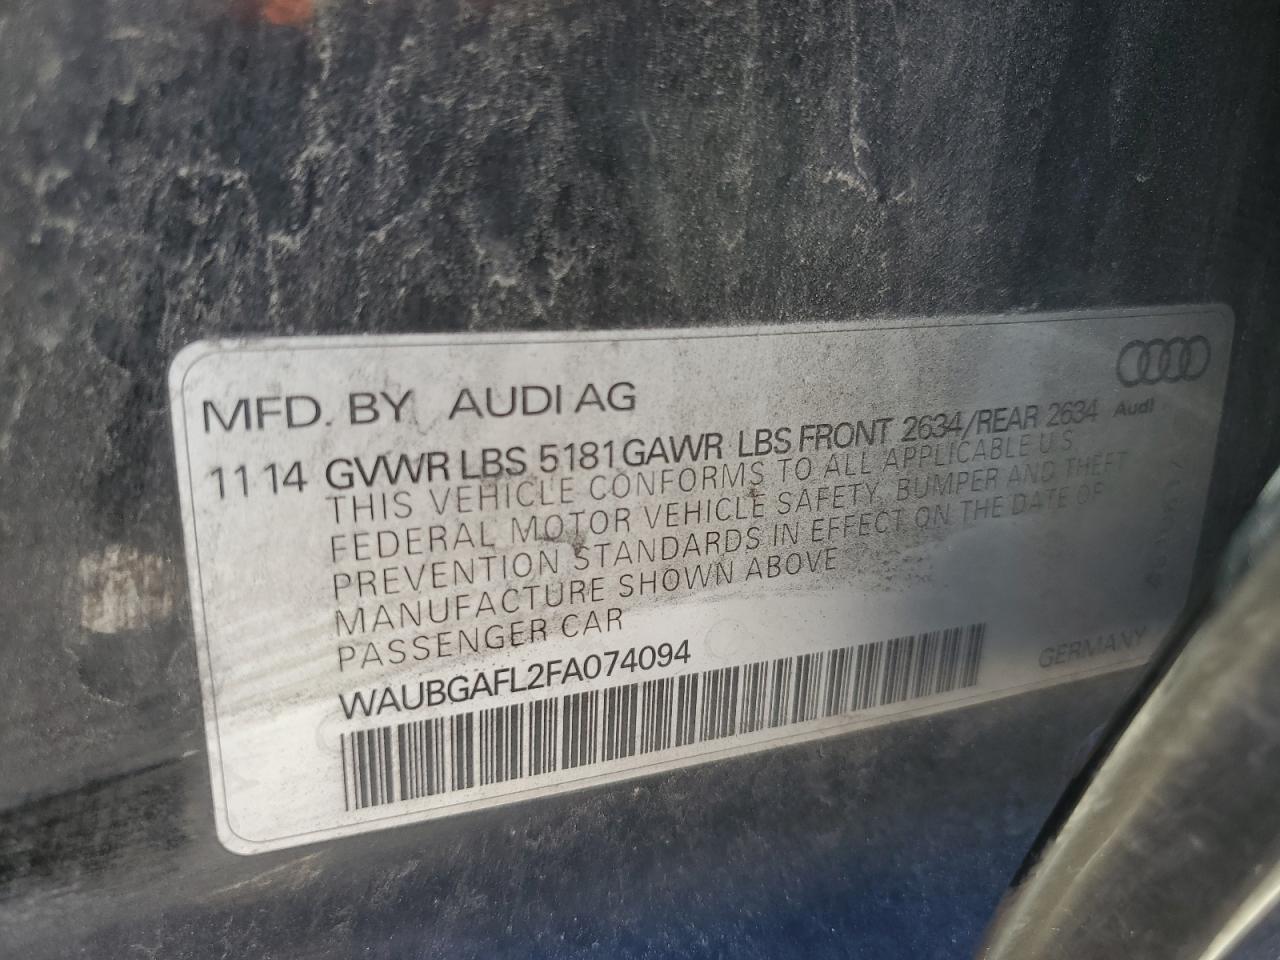 MFD. BY AUDI AG
Audi
11 14 GVWR LBS 5181 GAWR LBS FRONT 2634/REAR 2634
THIS VEHICLE CONFORMS TO ALL APPLICABLE U.S.
FEDERAL MOTOR VEHICLE SAFETY, BUMPER AND THEFT
PREVENTION STANDARDS IN EFFECT ON THE DATE OF
MANUFACTURE SHOWN ABOVE
PASSENGER CAR
WAUBGAFL2FA074094
GERMANY